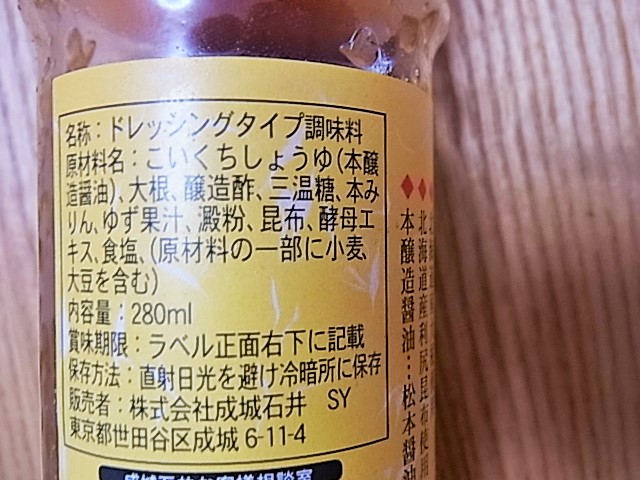 名称：ドレッシングタイプ調味料
原材料名：こいくちしょうゆ(本醸
造醤油)、大根、醸造酢、三温糖、本み
りん、ゆず果汁、澱粉、昆布、酵母エ
キス、食塩、(原材料の一部に小麦、
大豆を含む)
内容量：280ml
賞味期限：ラベル正面右下に記載
保存方法：直射日光を避け冷暗所に保存
販売者：株式会社成城石井 SY
東京都世田谷区成城 6-11-4
北海道産利尻昆布使用
本醸造醤油…松本醤油